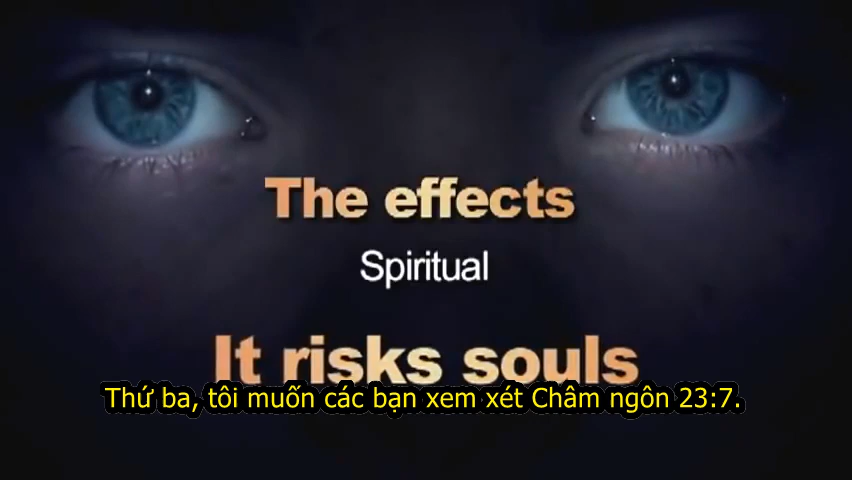 The effects
Spiritual
It risks souls
Thứ ba, tôi muốn các bạn xem xét Châm ngôn 23:7.